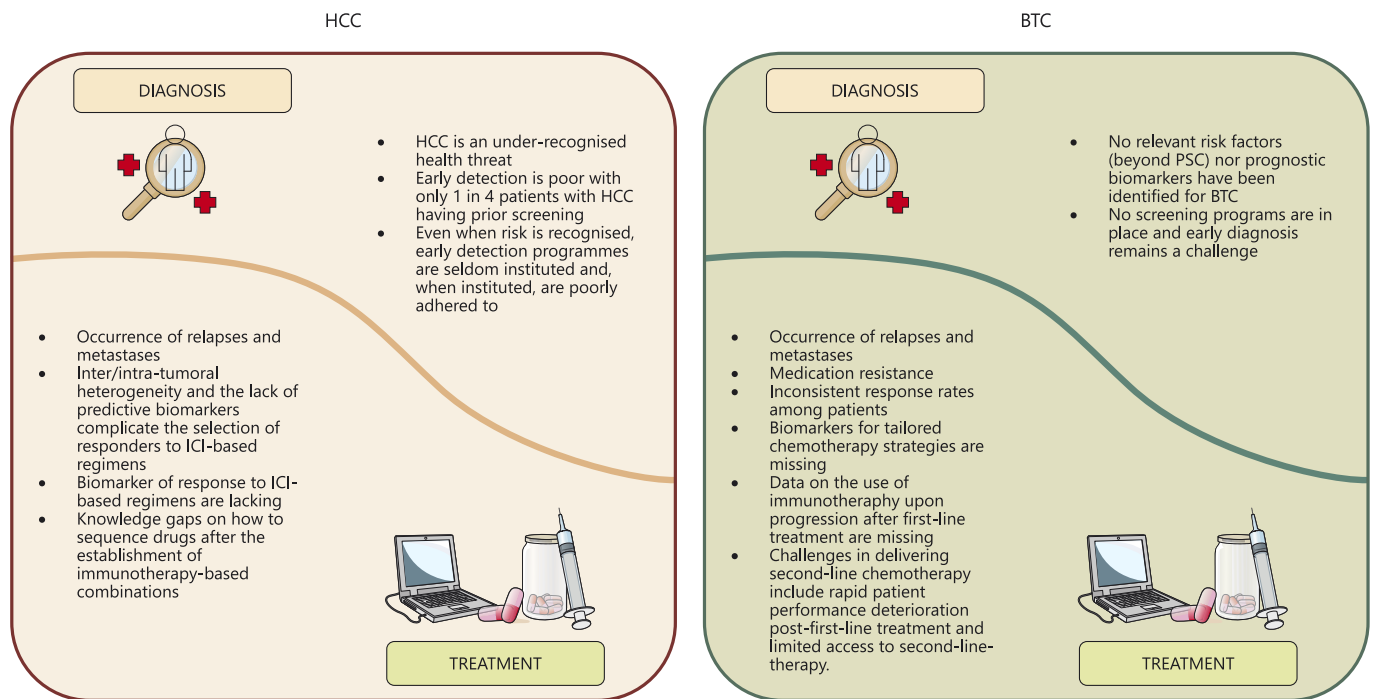 HCC
DIAGNOSIS
• HCC is an under-recognised
health threat
• Early detection is poor with
only 1 in 4 patients with HCC
having prior screening
• Even when risk is recognised,
early detection programmes
are seldom instituted and,
when instituted, are poorly
adhered to
• Occurrence of relapses and
metastases
• Inter/intra-tumoral
heterogeneity and the lack of
predictive biomarkers
complicate the selection of
responders to ICI-based
regimens
• Biomarker of response to ICI-
based regimens are lacking
• Knowledge gaps on how to
sequence drugs after the
establishment of
immunotherapy-based
combinations
TREATMENT
BTC
DIAGNOSIS
• No relevant risk factors
(beyond PSC) nor prognostic
biomarkers have been
identified for BTC
• No screening programs are in
place and early diagnosis
remains a challenge
• Occurrence of relapses and
metastases
• Medication resistance
• Inconsistent response rates
among patients
• Biomarkers for tailored
chemotherapy strategies are
missing
• Data on the use of
immunotheraphy upon
progression after first-line
treatment are missing
• Challenges in delivering
second-line chemotherapy
include rapid patient
performance deterioration
post-first-line treatment and
limited access to second-line-
therapy.
TREATMENT